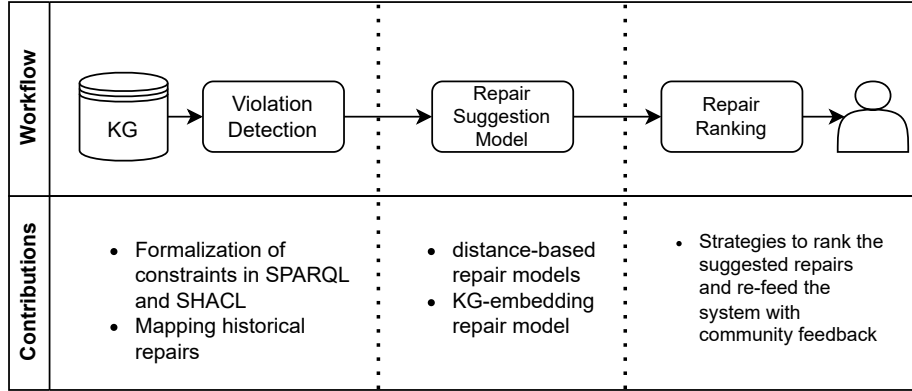 Workflow
KG
Violation
Detection
Repair
Suggestion
Model
Repair
Ranking
Contributions
• Formalization of
constraints in SPARQL
and SHACL
• Mapping historical
repairs
• distance-based
repair models
• KG-embedding
repair model
• Strategies to rank the
suggested repairs
and re-feed the
system with
community feedback